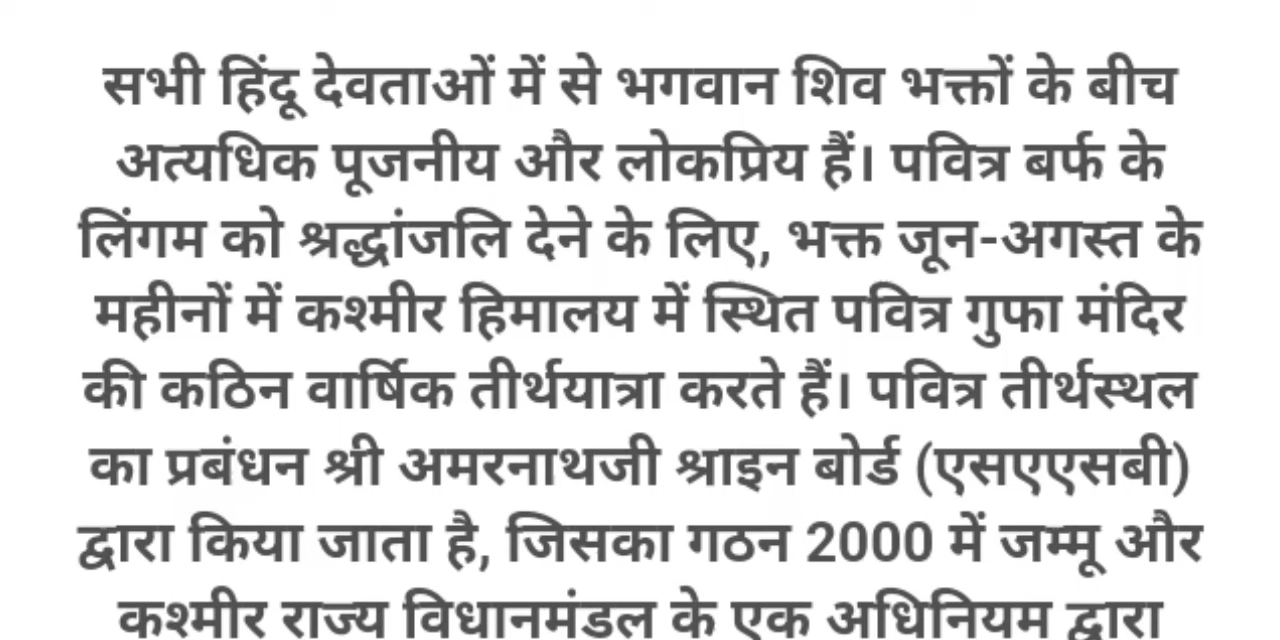 सभी हिंदू देवताओं में से भगवान शिव भक्तों के बीच
अत्यधिक पूजनीय और लोकप्रिय हैं। पवित्र बर्फ के
लिंगम को श्रद्धांजलि देने के लिए, भक्त जून-अगस्त के
महीनों में कश्मीर हिमालय में स्थित पवित्र गुफा मंदिर
की कठिन वार्षिक तीर्थयात्रा करते हैं। पवित्र तीर्थस्थल
का प्रबंधन श्री अमरनाथजी श्राइन बोर्ड (एसएएसबी)
द्वारा किया जाता है, जिसका गठन 2000 में जम्मू और
कश्मीर राज्य विधानमंडल के एक अधिनियम द्वारा